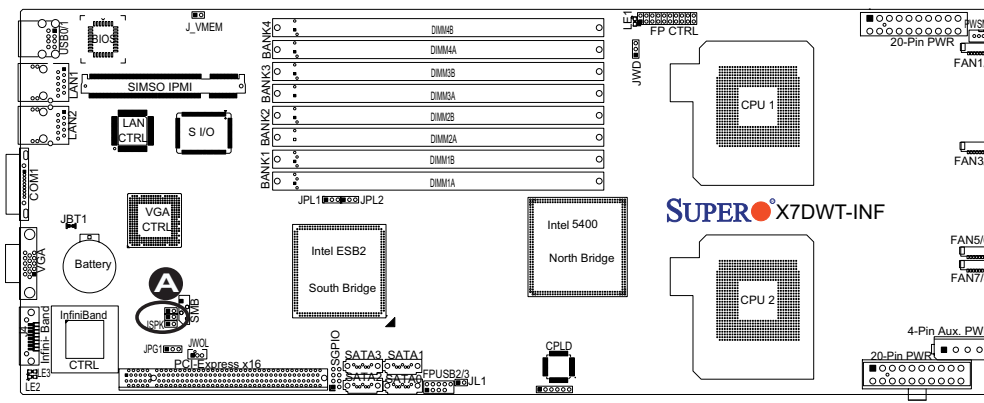 USB0/1
BIOS
J_VMEM
BANK4
DIMM4B
DIMM4A
BANK3
DIMM3B
DIMM3A
BANK2
DIMM2B
DIMM2A
BANK1
DIMM1B
DIMM1A
LE1
FP CTRL
JWD
20-Pin PWR
FAN1
FAN3
LAN1
SIMSO IPMI
LAN2
LAN
CTRL
S I/O
CPU 1
COM1
JPL1
JPL2
SUPER X7DWT-INF
VGA
CTRL
JBT1
Battery
VGA
Intel ESB2
South Bridge
Intel 5400
North Bridge
CPU 2
FAN5/6
FAN7/
4-Pin Aux. PW
20-Pin PWR
A
SMB
JSPK
InfiniBand
CTRL
J4
Infini- Band
JPG1
JWOL
LE3
LE2
PCI-Express x16
SGPIO
SATA3
SATA1
SATA2
SATA0
FPUSB2/3
JL1
CPLD